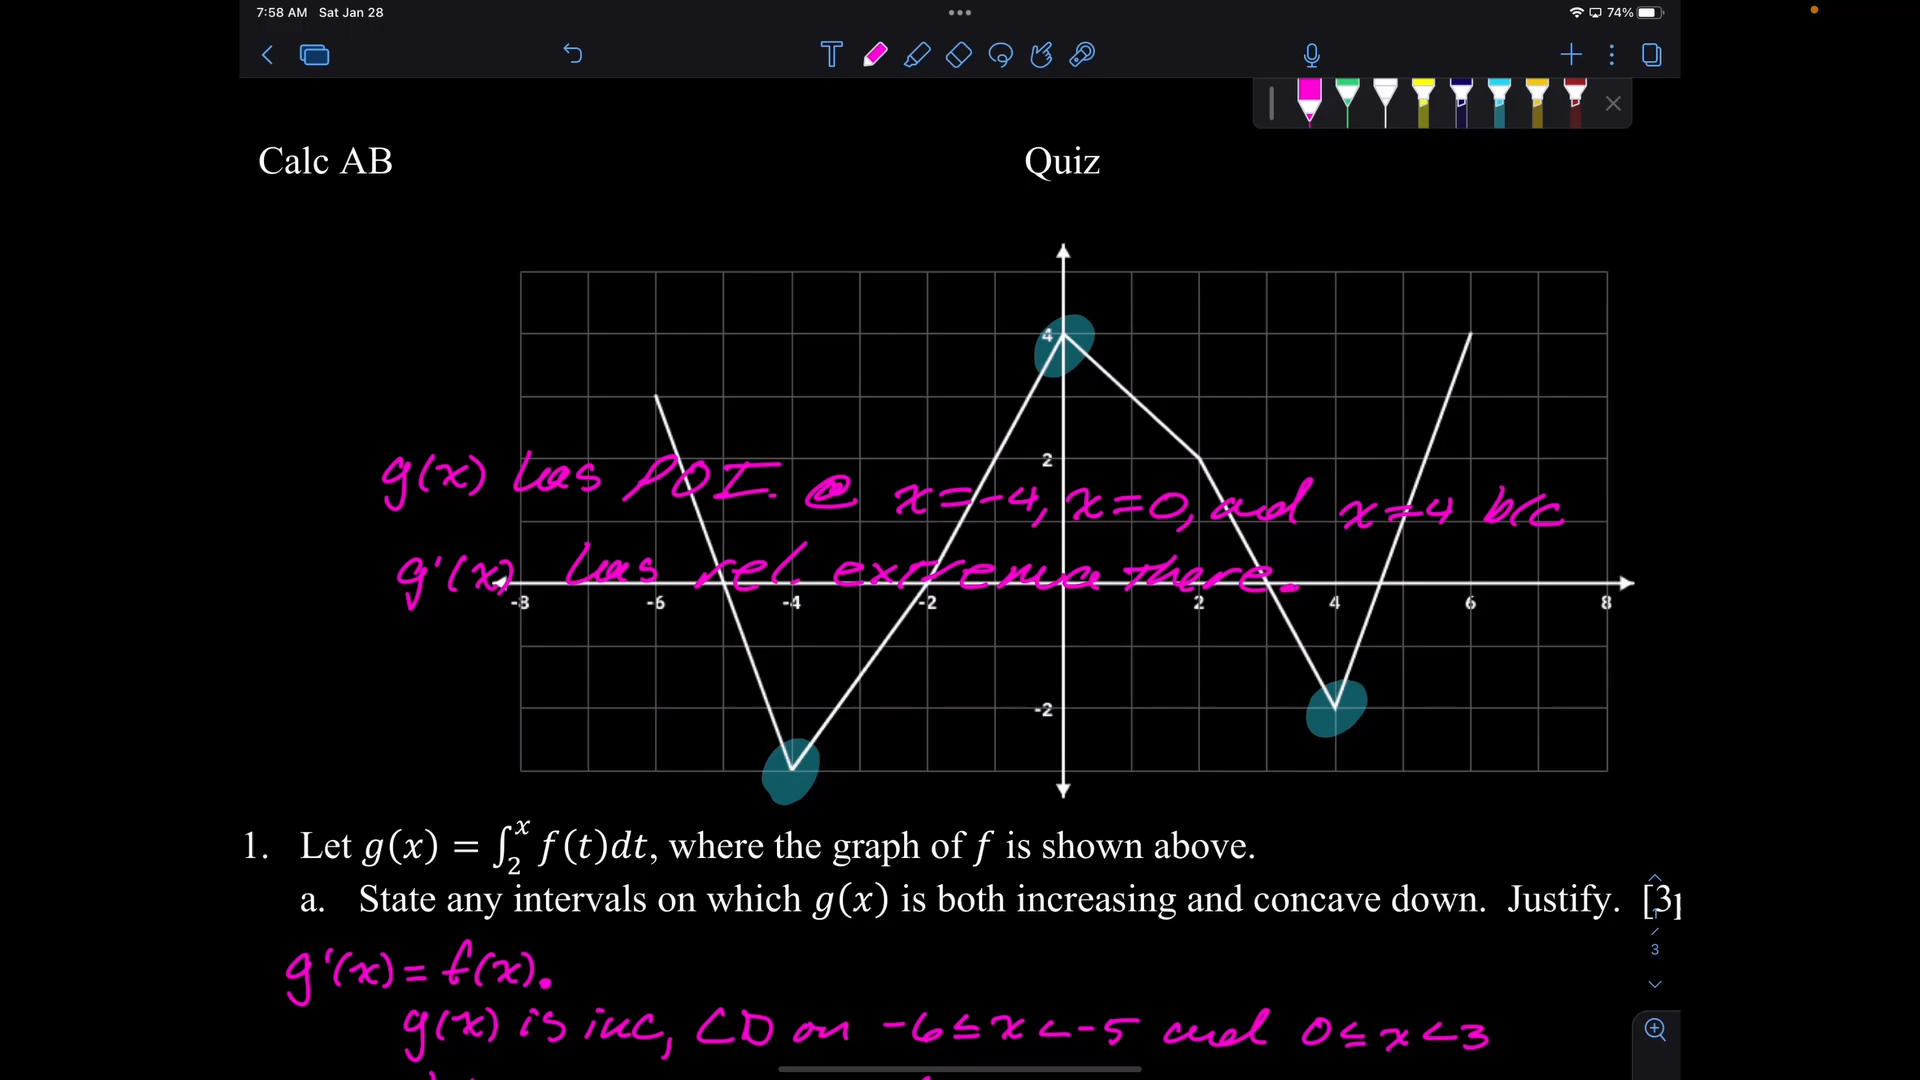 7:58 AM Sat Jan 28
74%
Calc AB Quiz
4
2
g(x) has POI. @ x=-4, x=0, and x=4 b/c
g'(x) has rel. extrema there.
-8 -6 -4 -2 2 4 6 8
-2
1. Let g(x) = ∫₂ˣ f(t)dt, where the graph of f is shown above.
a. State any intervals on which g(x) is both increasing and concave down. Justify. [3p
1
/
3
g'(x) = f(x).
g(x) is inc, CD on -6≤x<-5 and 0≤x<3